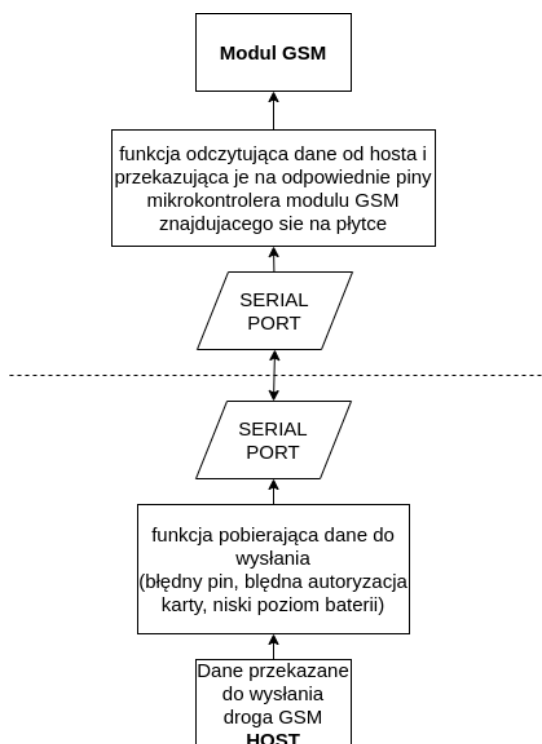 Modul GSM
funkcja odczytująca dane od hosta i
przekazująca je na odpowiednie piny
mikrokontrolera modulu GSM
znajdujacego sie na płytce
SERIAL
PORT
SERIAL
PORT
funkcja pobierająca dane do
wysłania
(błędny pin, blędna autoryzacja
karty, niski poziom baterii)
Dane przekazane
do wysłania
droga GSM
HOST